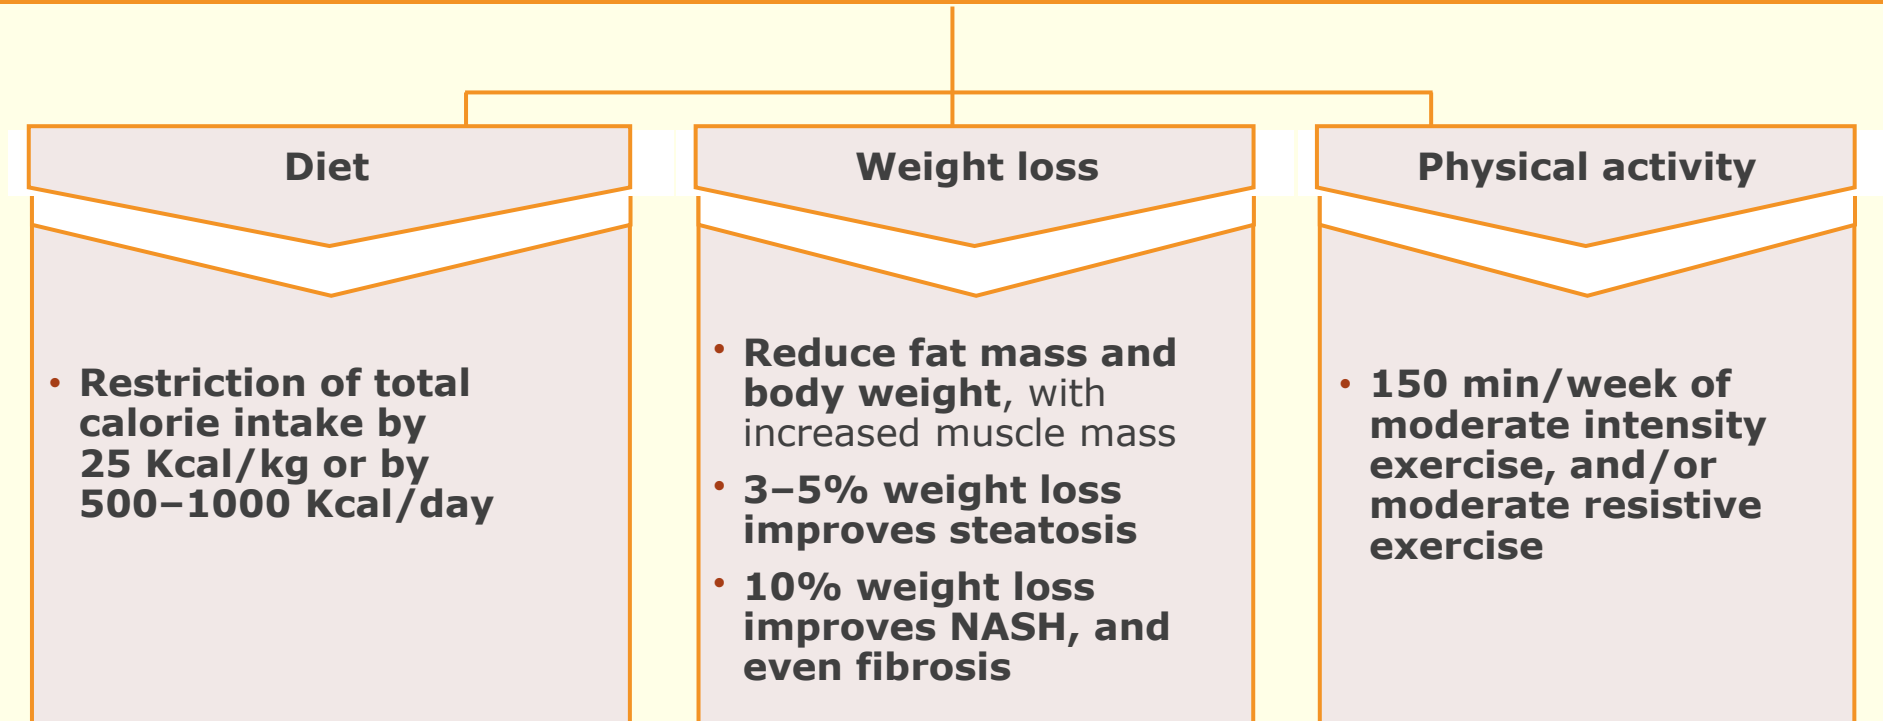 Diet
• Restriction of total
calorie intake by
25 Kcal/kg or by
500–1000 Kcal/day
Weight loss
• Reduce fat mass and
body weight, with
increased muscle mass
• 3–5% weight loss
improves steatosis
• 10% weight loss
improves NASH, and
even fibrosis
Physical activity
• 150 min/week of
moderate intensity
exercise, and/or
moderate resistive
exercise